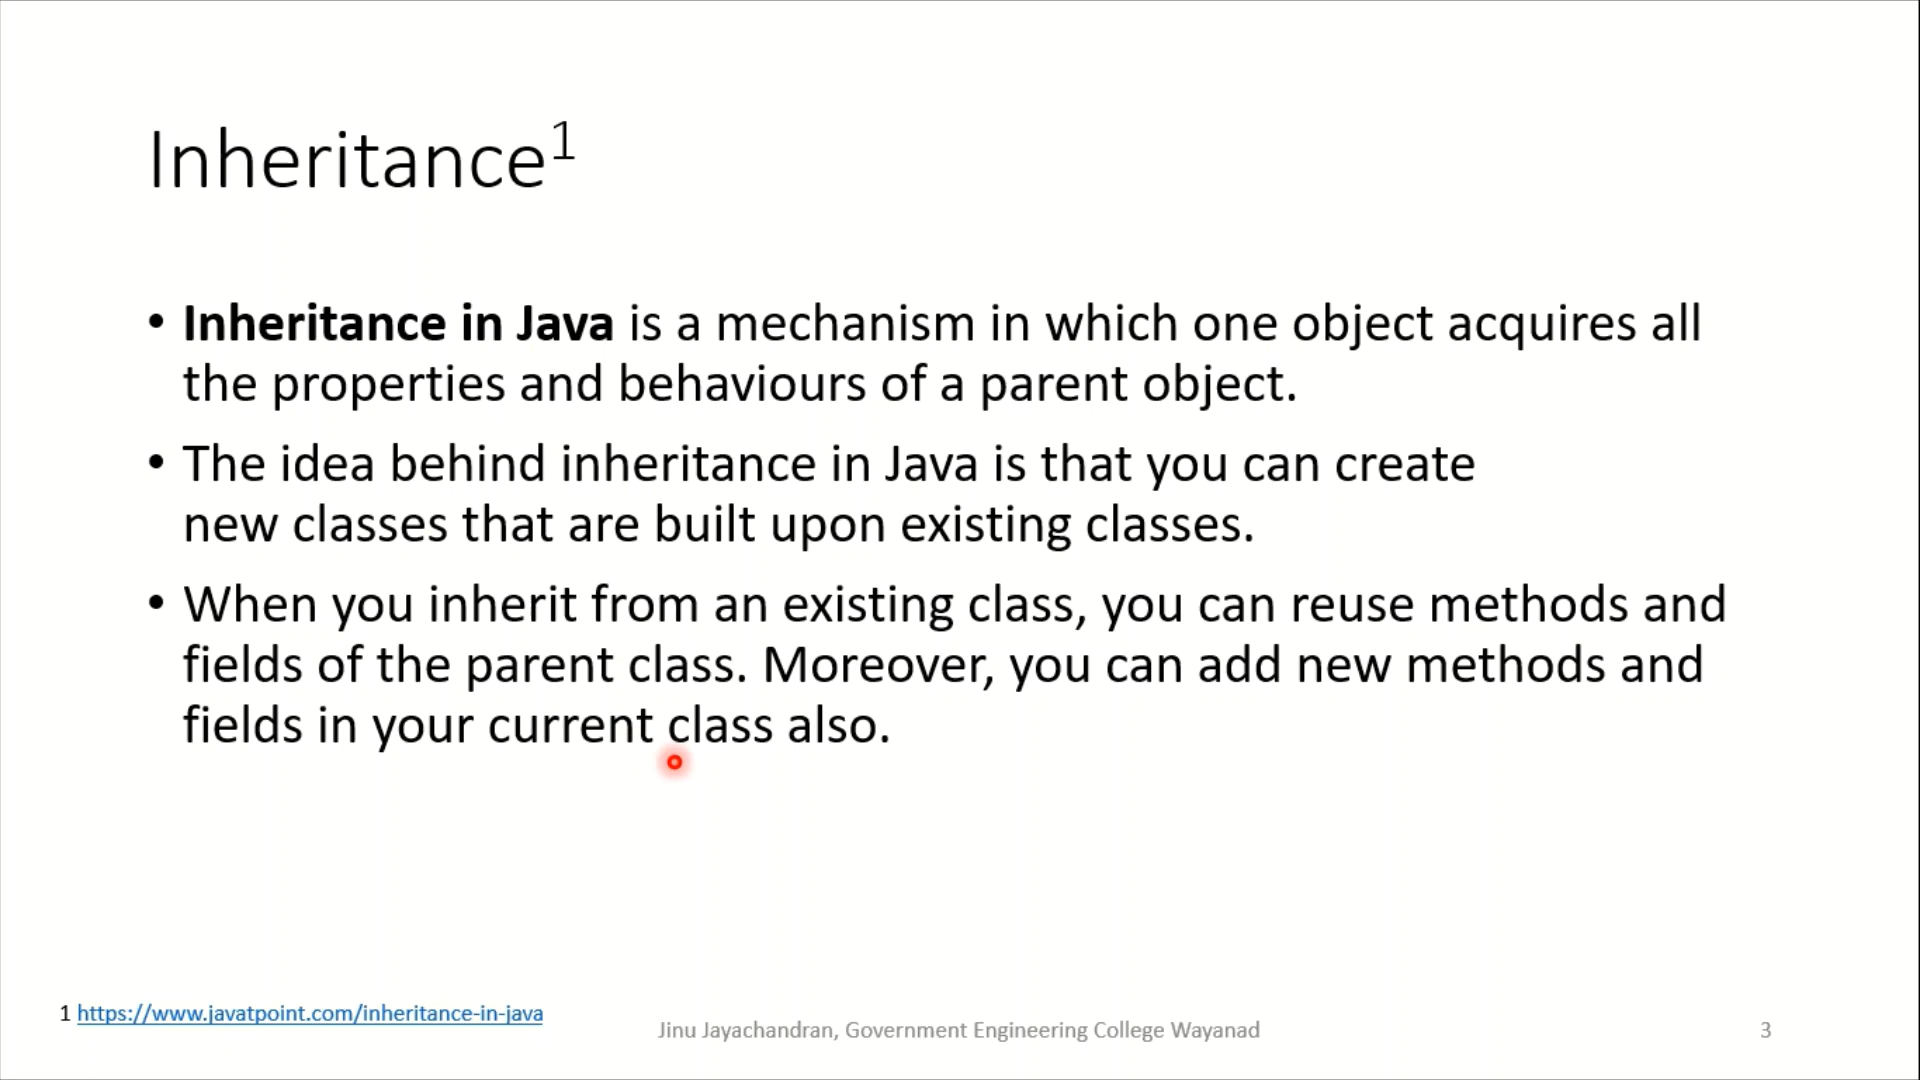 Inheritance1
• Inheritance in Java is a mechanism in which one object acquires all
the properties and behaviours of a parent object.
• The idea behind inheritance in Java is that you can create
new classes that are built upon existing classes.
• When you inherit from an existing class, you can reuse methods and
fields of the parent class. Moreover, you can add new methods and
fields in your current class also.
1 https://www.javatpoint.com/inheritance-in-java
Jinu Jayachandran, Government Engineering College Wayanad
3